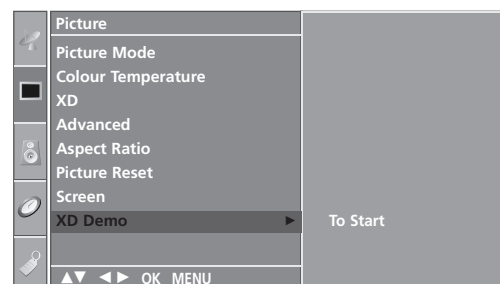 Picture
Picture Mode
Colour Temperature
XD
Advanced
Aspect Ratio
Picture Reset
Screen
XD Demo ► To Start
▲▼ ◄► OK MENU